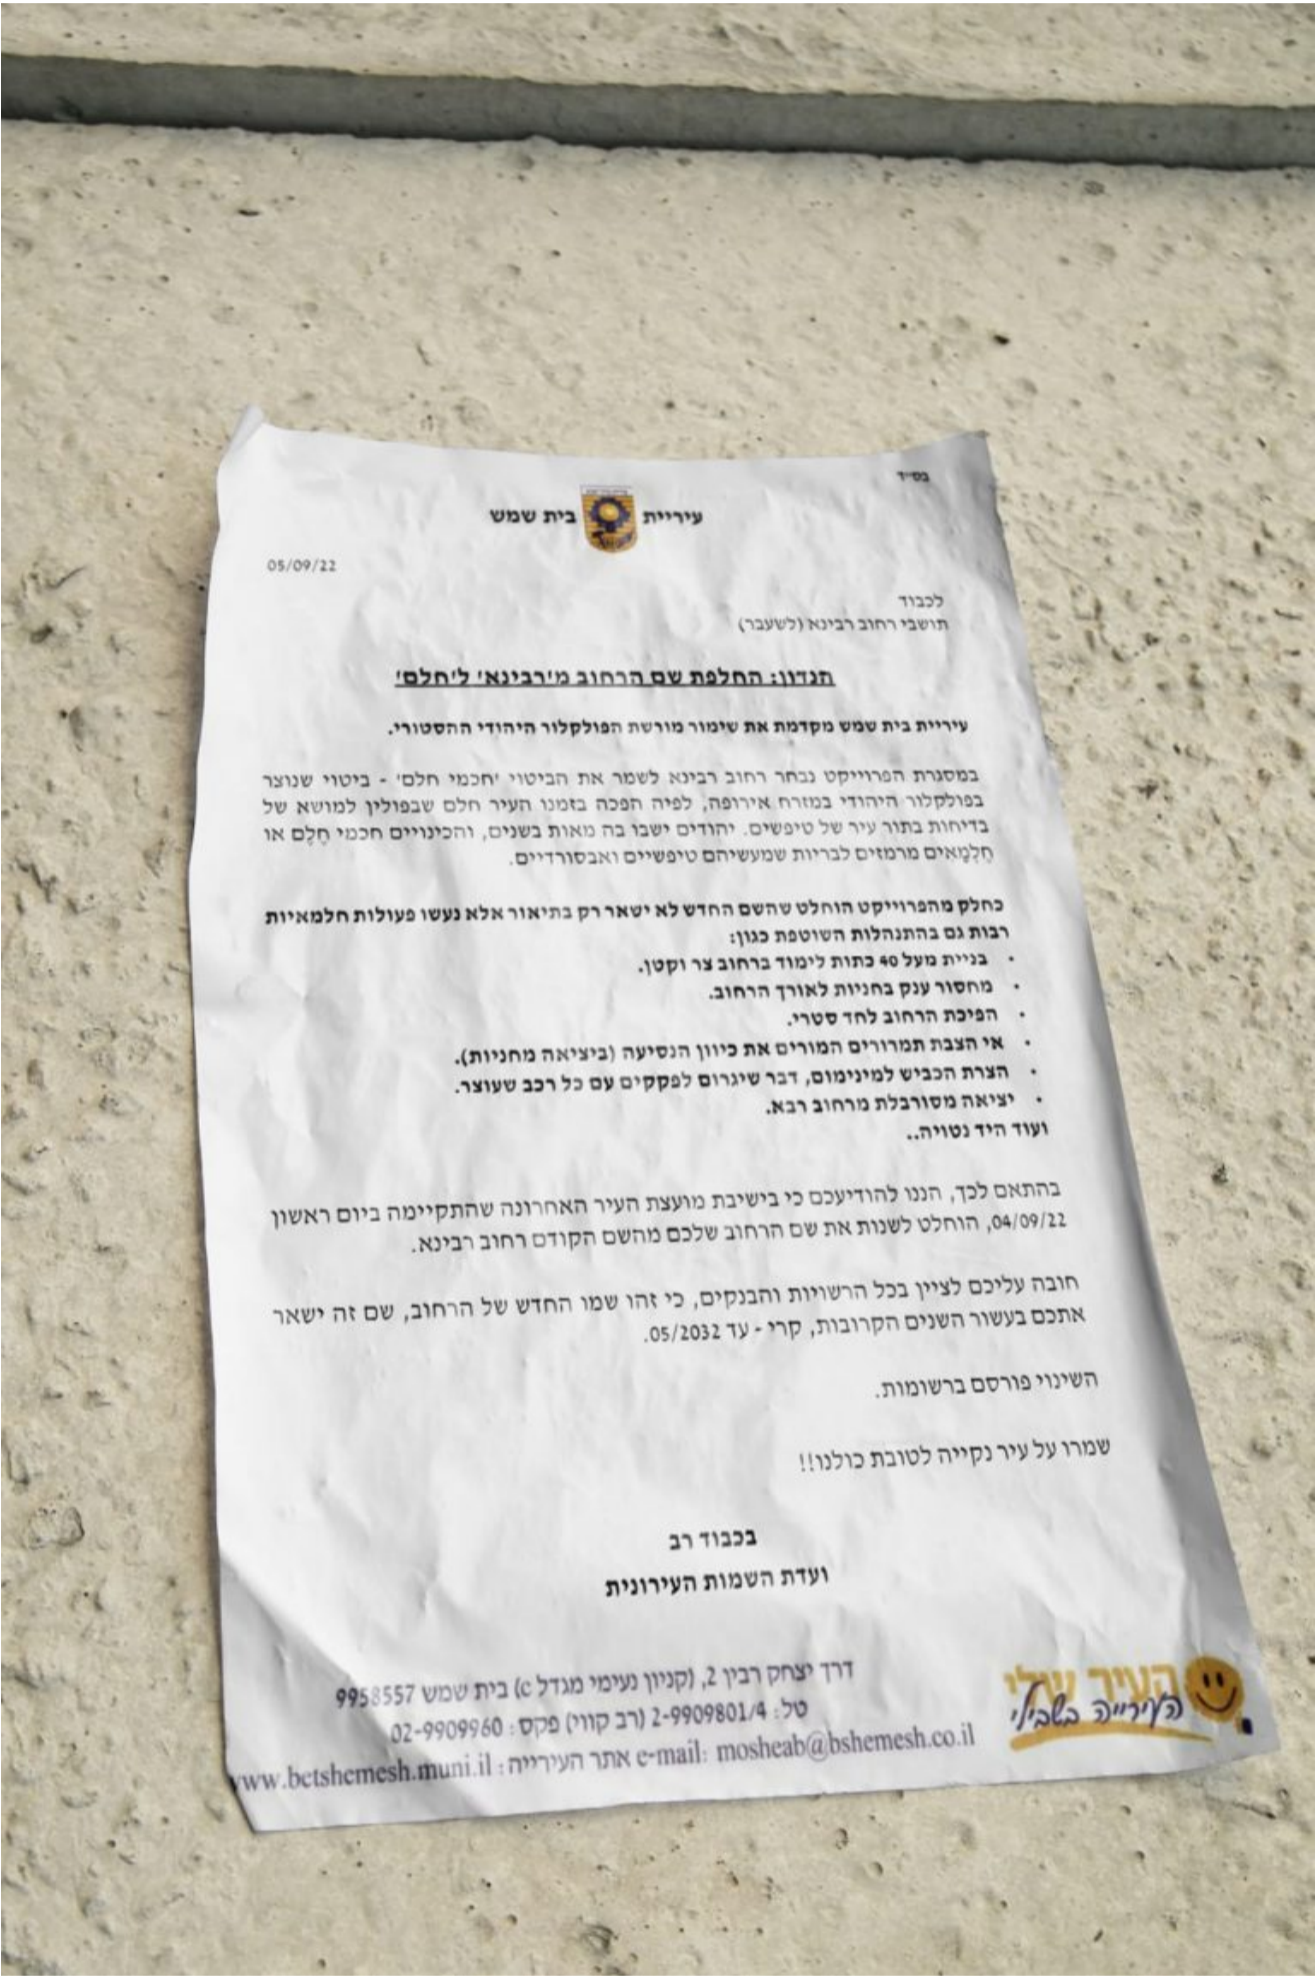 בס"ד
עיריית בית שמש
05/09/22
לכבוד
תושבי רחוב רבינא (לשעבר)
הנדון: החלפת שם הרחוב מ'רבינא' ל'חלם'
עיריית בית שמש מקדמת את שימור מורשת הפולקלור היהודי ההסטורי.
במסגרת הפרוייקט נבחר רחוב רבינא לשמר את הביטוי 'חכמי חלם' - ביטוי שנוצר
בפולקלור היהודי במזרח אירופה, לפיה הפכה בזמנו העיר חלם שבפולין למושא של
בדיחות בתור עיר של טיפשים. יהודים ישבו בה מאות בשנים, והכינויים חכמי חֶלֶם או
חֶלְמָאִים מרמזים לבריות שמעשיהם טיפשיים ואבסורדיים.
כחלק מהפרוייקט הוחלט שהשם החדש לא ישאר רק בתיאור אלא נעשו פעולות חלמאיות
רבות גם בהתנהלות השוטפת כגון:
• בניית מעל 40 כתות לימוד ברחוב צר וקטן.
• מחסור ענק בחניות לאורך הרחוב.
• הפיכת הרחוב לחד סטרי.
• אי הצבת תמרורים המורים את כיוון הנסיעה (ביציאה מחניות).
• הצרת הכביש למינימום, דבר שיגרום לפקקים עם כל רכב שעוצר.
• יציאה מסורבלת מרחוב רבא.
ועוד היד נטויה..
בהתאם לכך, הננו להודיעכם כי בישיבת מועצת העיר האחרונה שהתקיימה ביום ראשון
04/09/22, הוחלט לשנות את שם הרחוב שלכם מהשם הקודם רחוב רבינא.
חובה עליכם לציין בכל הרשויות והבנקים, כי זהו שמו החדש של הרחוב, שם זה ישאר
אתכם בעשור השנים הקרובות, קרי - עד 05/2032.
השינוי פורסם ברשומות.
שמרו על עיר נקייה לטובת כולנו!!
בכבוד רב
ועדת השמות העירונית
דרך יצחק רבין 2, (קניון נעימי מגדל c) בית שמש 9958557
טל: 2-9909801/4 (רב קווי) פקס: 02-9909960
e-mail: mosheab@bshemesh.co.il אתר העירייה: www.betshemesh.muni.il
העיר שלי
העירייה בשבילי